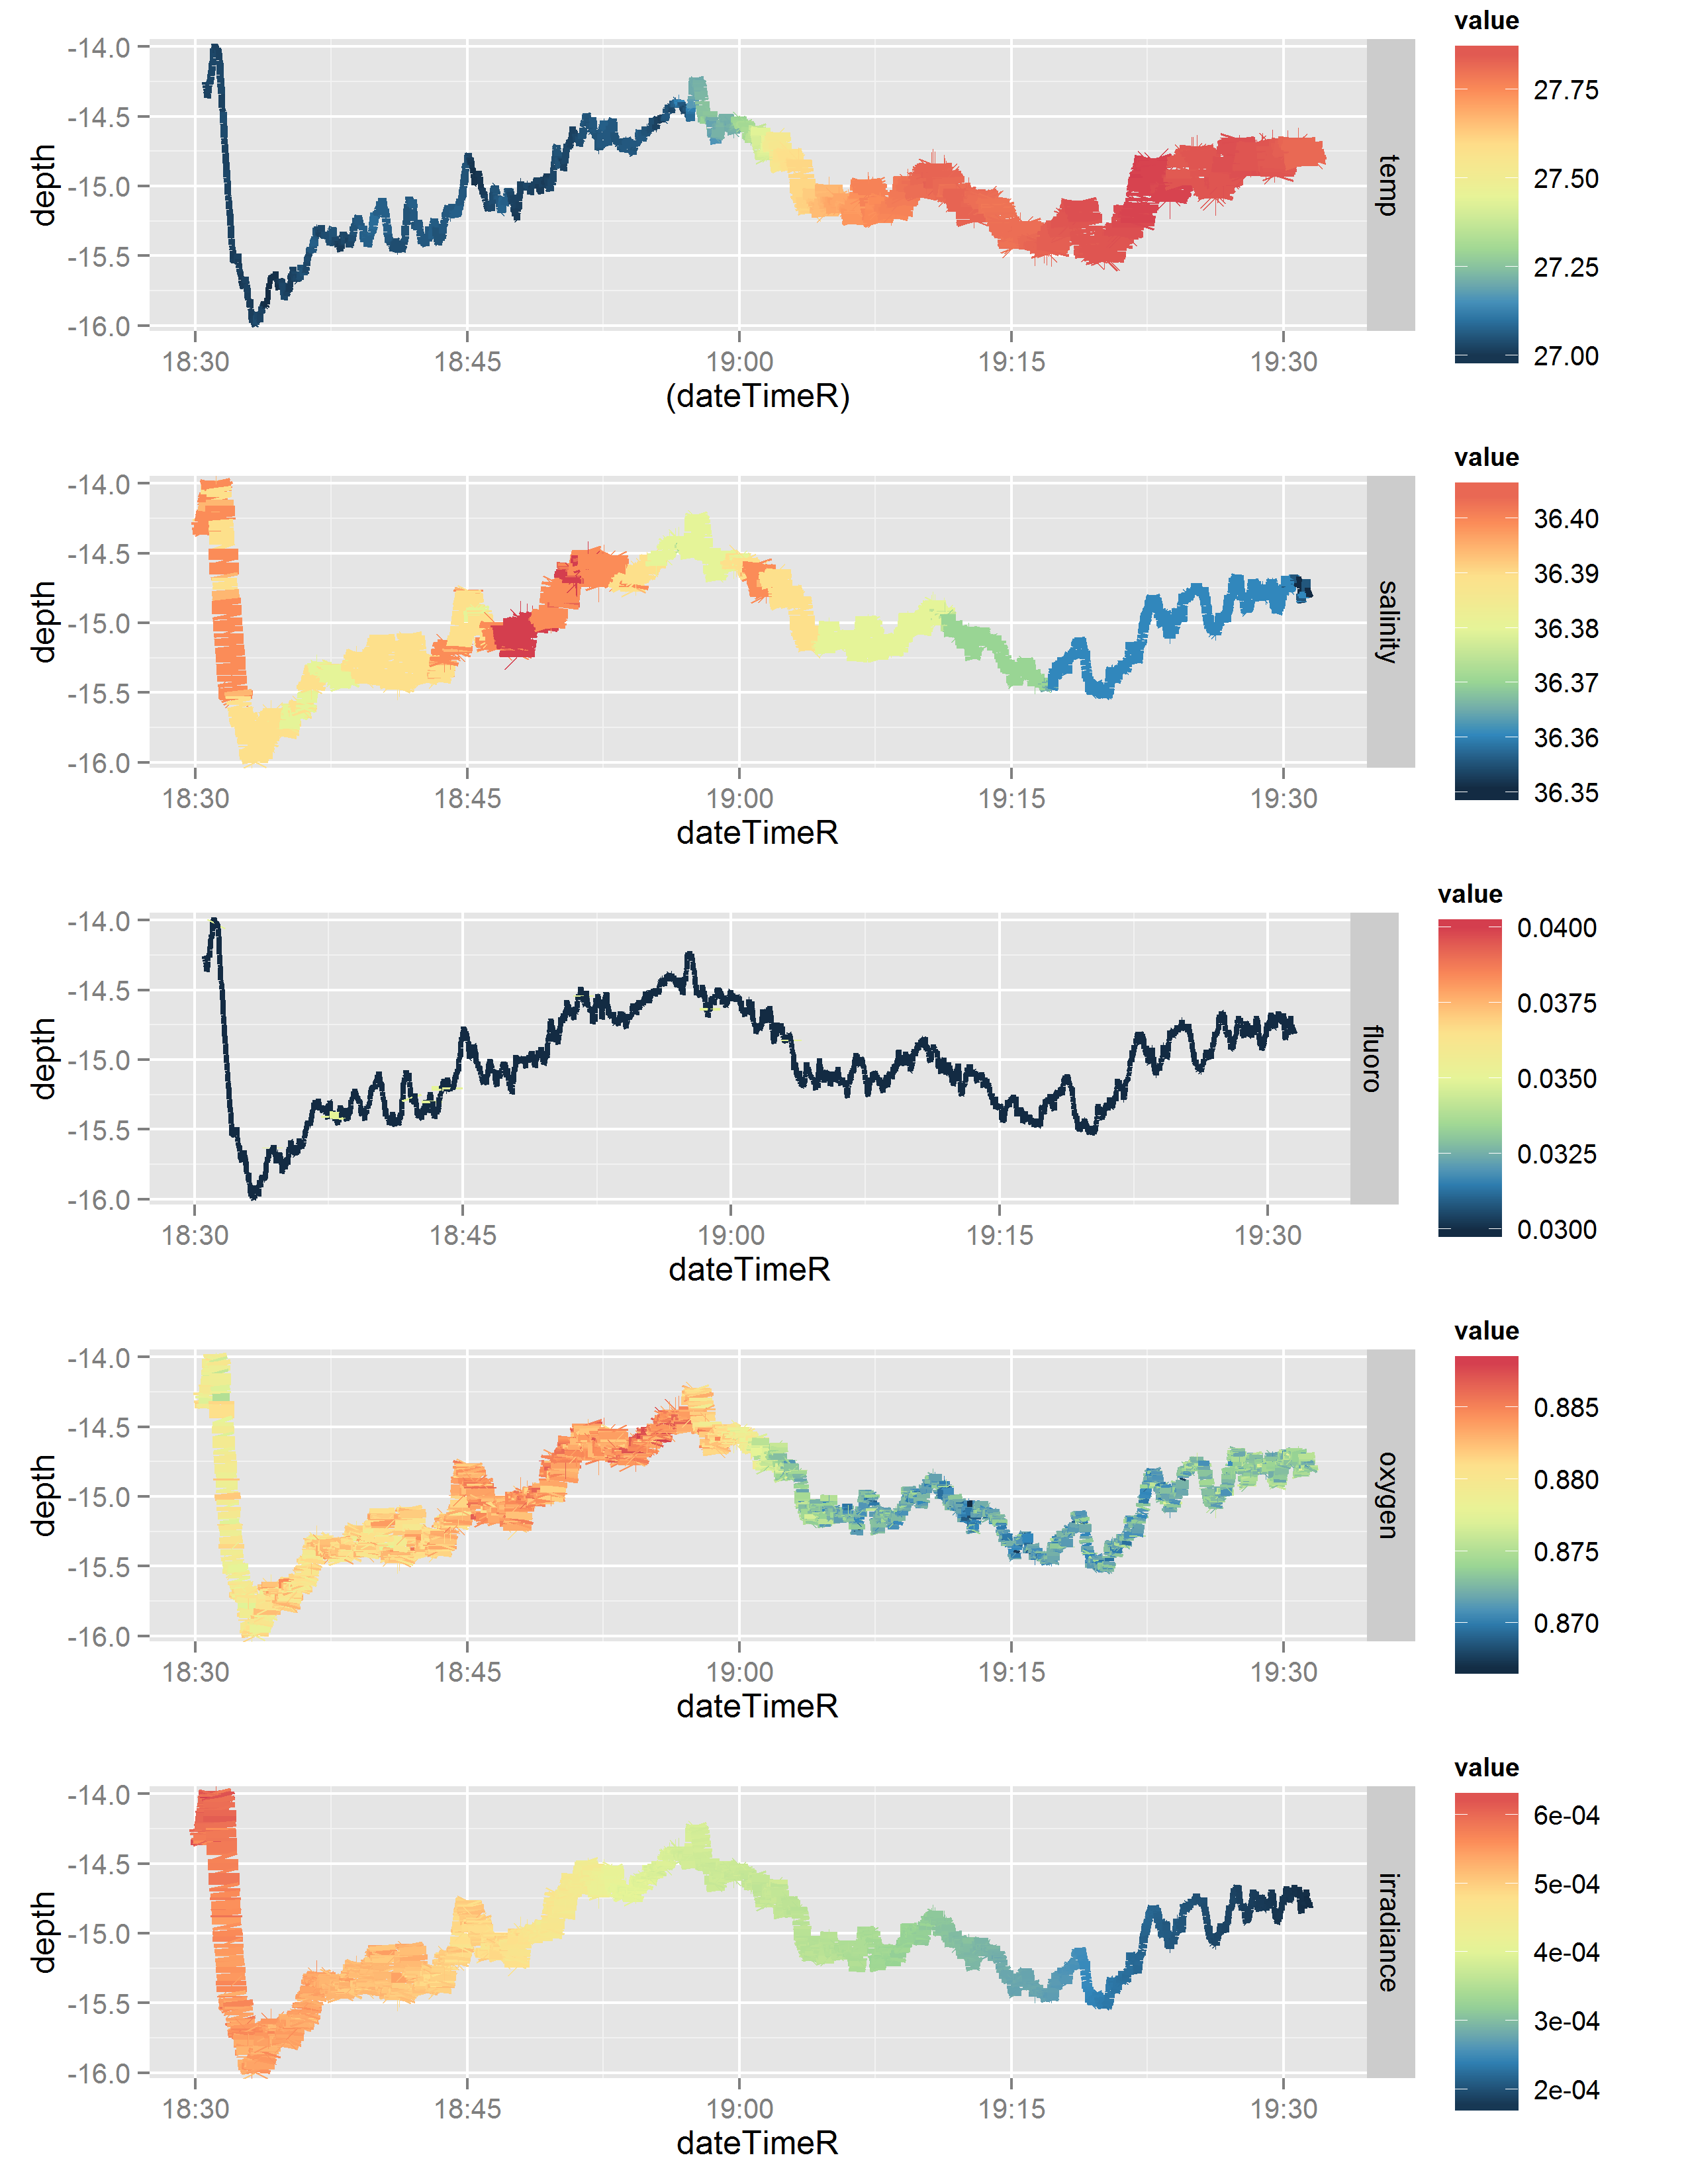 value
-14.0
-14.5
-15.0
-15.5
-16.0
depth
temp
27.75
27.50
27.25
27.00
18:30 18:45 19:00 19:15 19:30
(dateTimeR)
value
-14.0
-14.5
-15.0
-15.5
-16.0
depth
salinity
36.40
36.39
36.38
36.37
36.36
36.35
18:30 18:45 19:00 19:15 19:30
dateTimeR
value
-14.0
-14.5
-15.0
-15.5
-16.0
depth
fluoro
0.0400
0.0375
0.0350
0.0325
0.0300
18:30 18:45 19:00 19:15 19:30
dateTimeR
value
-14.0
-14.5
-15.0
-15.5
-16.0
depth
oxygen
0.885
0.880
0.875
0.870
18:30 18:45 19:00 19:15 19:30
dateTimeR
value
-14.0
-14.5
-15.0
-15.5
-16.0
depth
irradiance
6e-04
5e-04
4e-04
3e-04
2e-04
18:30 18:45 19:00 19:15 19:30
dateTimeR